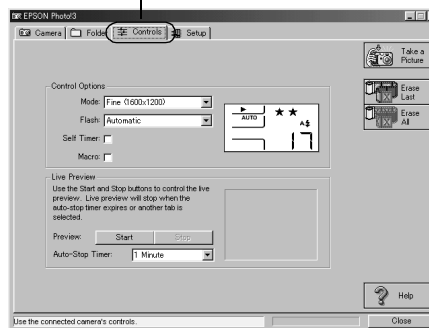 EPSON Photo!3
Camera Folder Controls Setup
Take a
Picture
Erase
Last
Erase
All
Control Options
Mode: Fine (1600x1200)
Flash: Automatic
Self Timer:
Macro:
AUTO
A$
17
Live Preview
Use the Start and Stop buttons to control the live
preview. Live preview will stop when the
auto-stop timer expires or another tab is
selected.
Preview: Start Stop
Auto-Stop Timer: 1 Minute
Help
Use the connected camera's controls.
Close